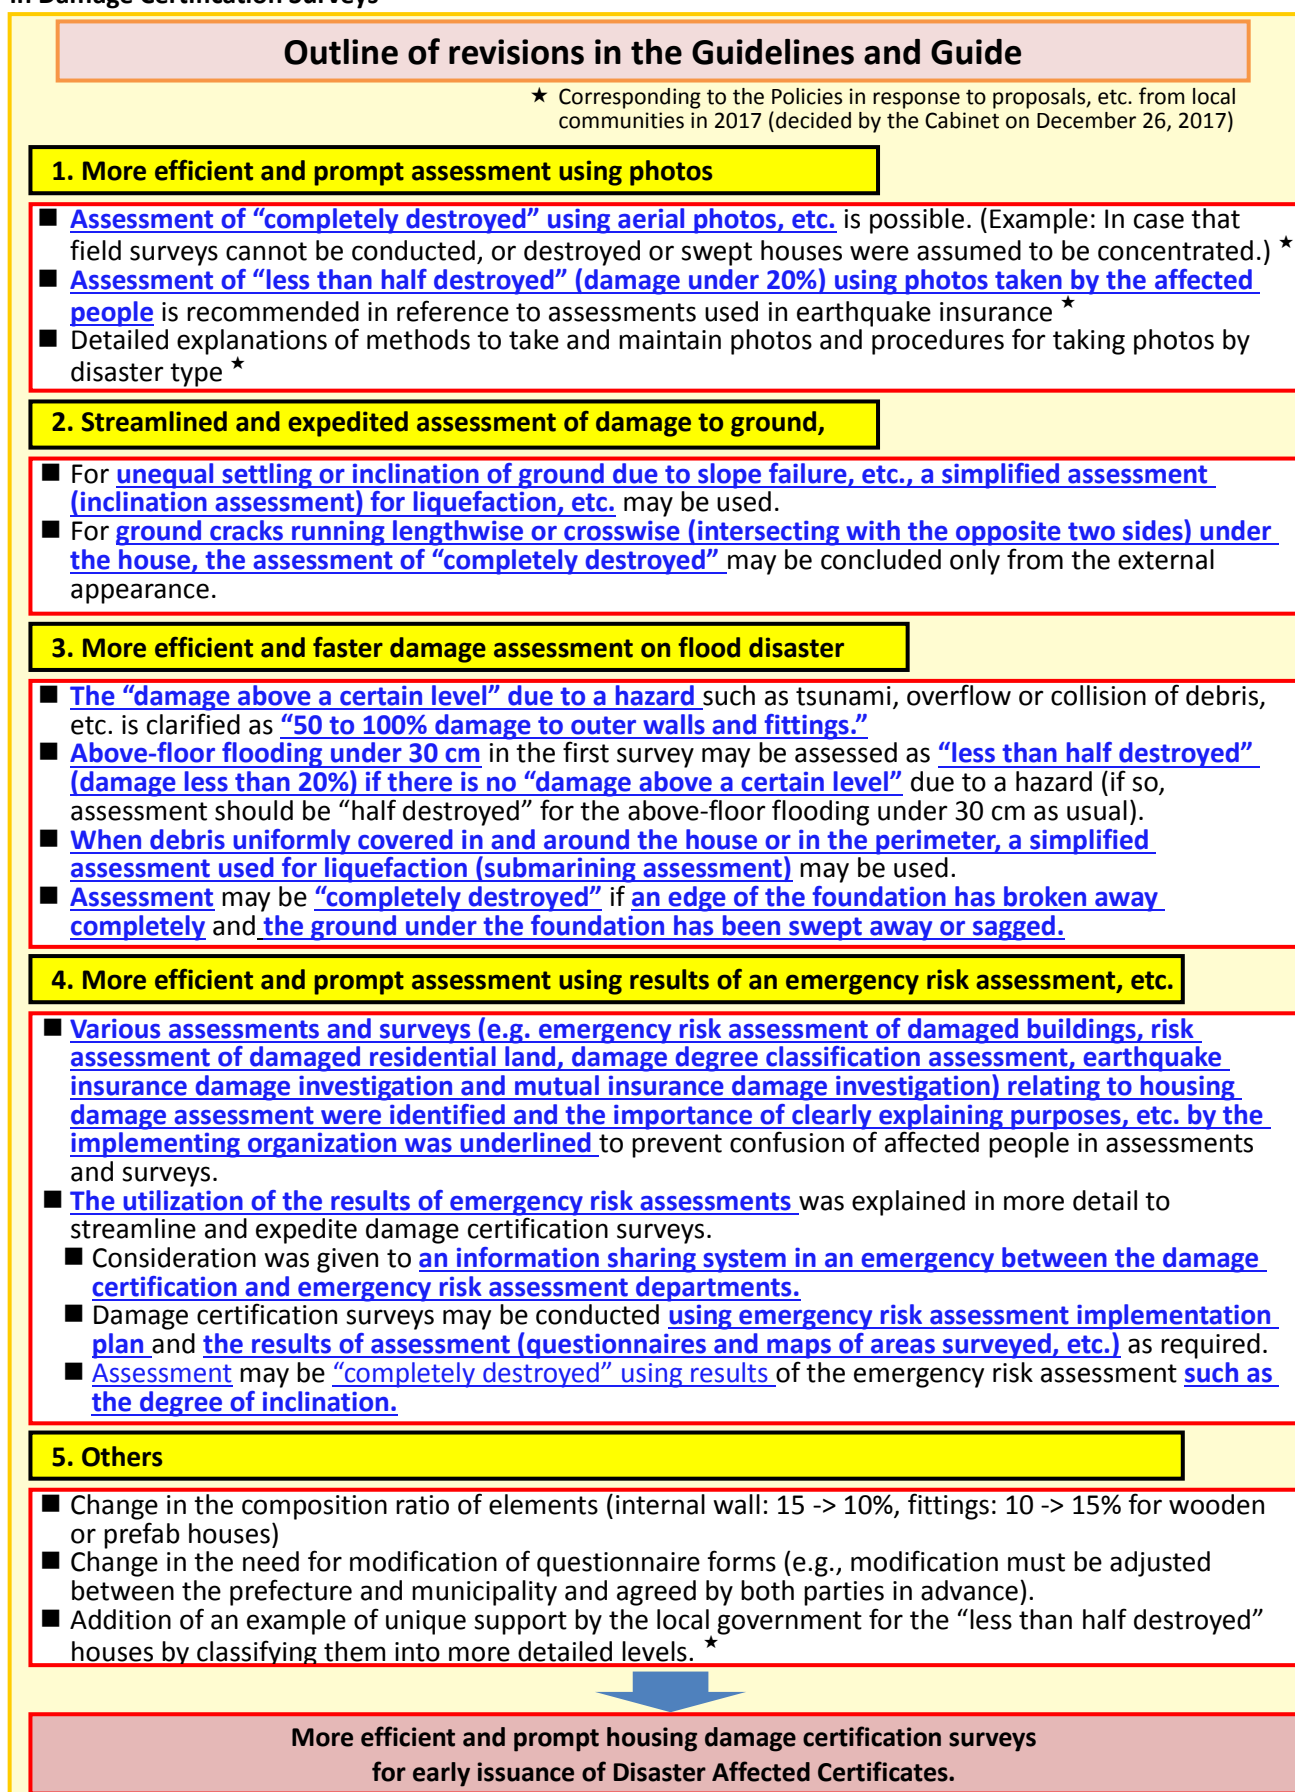 in Damage Certification Surveys
Outline of revisions in the Guidelines and Guide
★ Corresponding to the Policies in response to proposals, etc. from local
communities in 2017 (decided by the Cabinet on December 26, 2017)
1. More efficient and prompt assessment using photos
■ Assessment of “completely destroyed” using aerial photos, etc. is possible. (Example: In case that
field surveys cannot be conducted, or destroyed or swept houses were assumed to be concentrated.) ★
■ Assessment of “less than half destroyed” (damage under 20%) using photos taken by the affected
people is recommended in reference to assessments used in earthquake insurance ★
■ Detailed explanations of methods to take and maintain photos and procedures for taking photos by
disaster type ★
2. Streamlined and expedited assessment of damage to ground,
■ For unequal settling or inclination of ground due to slope failure, etc., a simplified assessment
(inclination assessment) for liquefaction, etc. may be used.
■ For ground cracks running lengthwise or crosswise (intersecting with the opposite two sides) under
the house, the assessment of “completely destroyed” may be concluded only from the external
appearance.
3. More efficient and faster damage assessment on flood disaster
■ The “damage above a certain level” due to a hazard such as tsunami, overflow or collision of debris,
etc. is clarified as “50 to 100% damage to outer walls and fittings.”
■ Above-floor flooding under 30 cm in the first survey may be assessed as “less than half destroyed”
(damage less than 20%) if there is no “damage above a certain level” due to a hazard (if so,
assessment should be “half destroyed” for the above-floor flooding under 30 cm as usual).
■ When debris uniformly covered in and around the house or in the perimeter, a simplified
assessment used for liquefaction (submarining assessment) may be used.
■ Assessment may be “completely destroyed” if an edge of the foundation has broken away
completely and the ground under the foundation has been swept away or sagged.
4. More efficient and prompt assessment using results of an emergency risk assessment, etc.
■ Various assessments and surveys (e.g. emergency risk assessment of damaged buildings, risk
assessment of damaged residential land, damage degree classification assessment, earthquake
insurance damage investigation and mutual insurance damage investigation) relating to housing
damage assessment were identified and the importance of clearly explaining purposes, etc. by the
implementing organization was underlined to prevent confusion of affected people in assessments
and surveys.
■ The utilization of the results of emergency risk assessments was explained in more detail to
streamline and expedite damage certification surveys.
■ Consideration was given to an information sharing system in an emergency between the damage
certification and emergency risk assessment departments.
■ Damage certification surveys may be conducted using emergency risk assessment implementation
plan and the results of assessment (questionnaires and maps of areas surveyed, etc.) as required.
■ Assessment may be “completely destroyed” using results of the emergency risk assessment such as
the degree of inclination.
5. Others
■ Change in the composition ratio of elements (internal wall: 15 -> 10%, fittings: 10 -> 15% for wooden
or prefab houses)
■ Change in the need for modification of questionnaire forms (e.g., modification must be adjusted
between the prefecture and municipality and agreed by both parties in advance).
■ Addition of an example of unique support by the local government for the “less than half destroyed”
houses by classifying them into more detailed levels. ★
More efficient and prompt housing damage certification surveys
for early issuance of Disaster Affected Certificates.